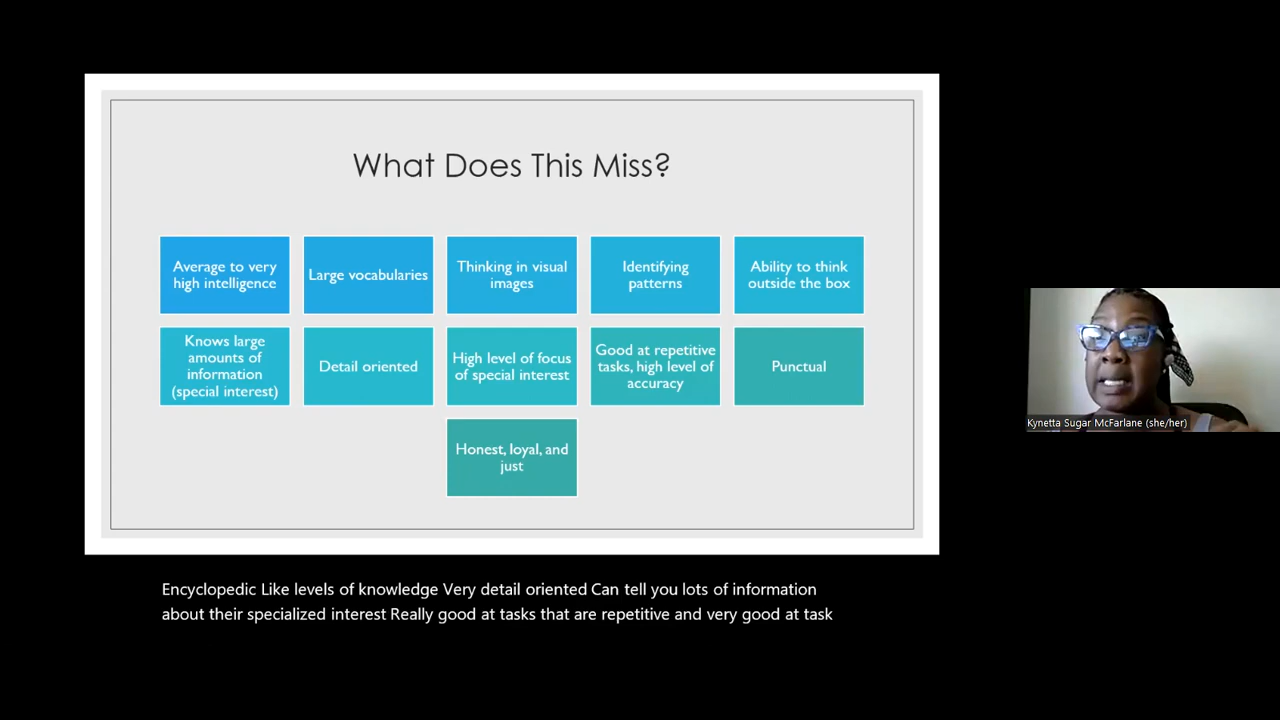 What Does This Miss?
Average to very
high intelligence
Large vocabularies
Thinking in visual
images
Identifying
patterns
Ability to think
outside the box
Knows large
amounts of
information
(special interest)
Detail oriented
High level of focus
of special interest
Good at repetitive
tasks, high level of
accuracy
Punctual
Honest, loyal, and
just
Kynetta Sugar McFarlane (she/her)
Encyclopedic Like levels of knowledge Very detail oriented Can tell you lots of information
about their specialized interest Really good at tasks that are repetitive and very good at task